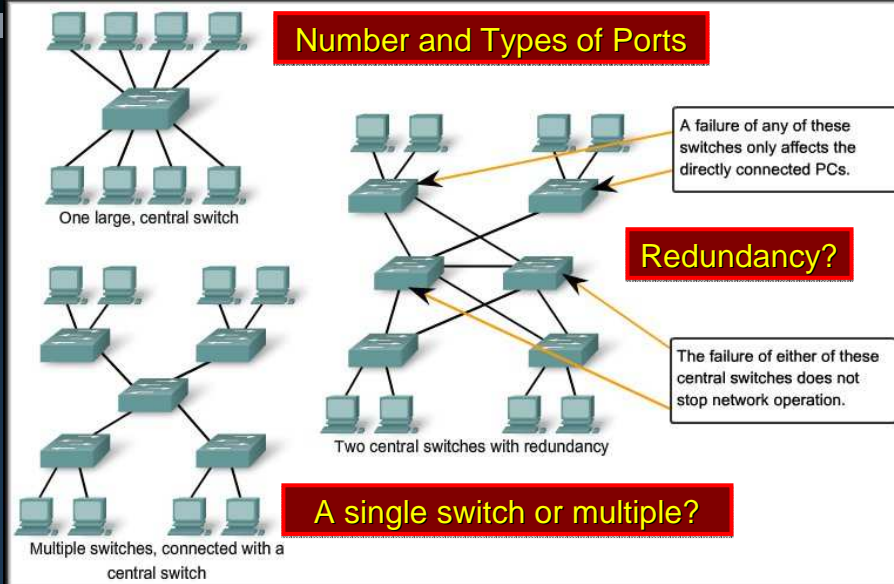 Number and Types of Ports
One large, central switch
A failure of any of these
switches only affects the
directly connected PCs.
Redundancy?
The failure of either of these
central switches does not
stop network operation.
Two central switches with redundancy
A single switch or multiple?
Multiple switches, connected with a
central switch